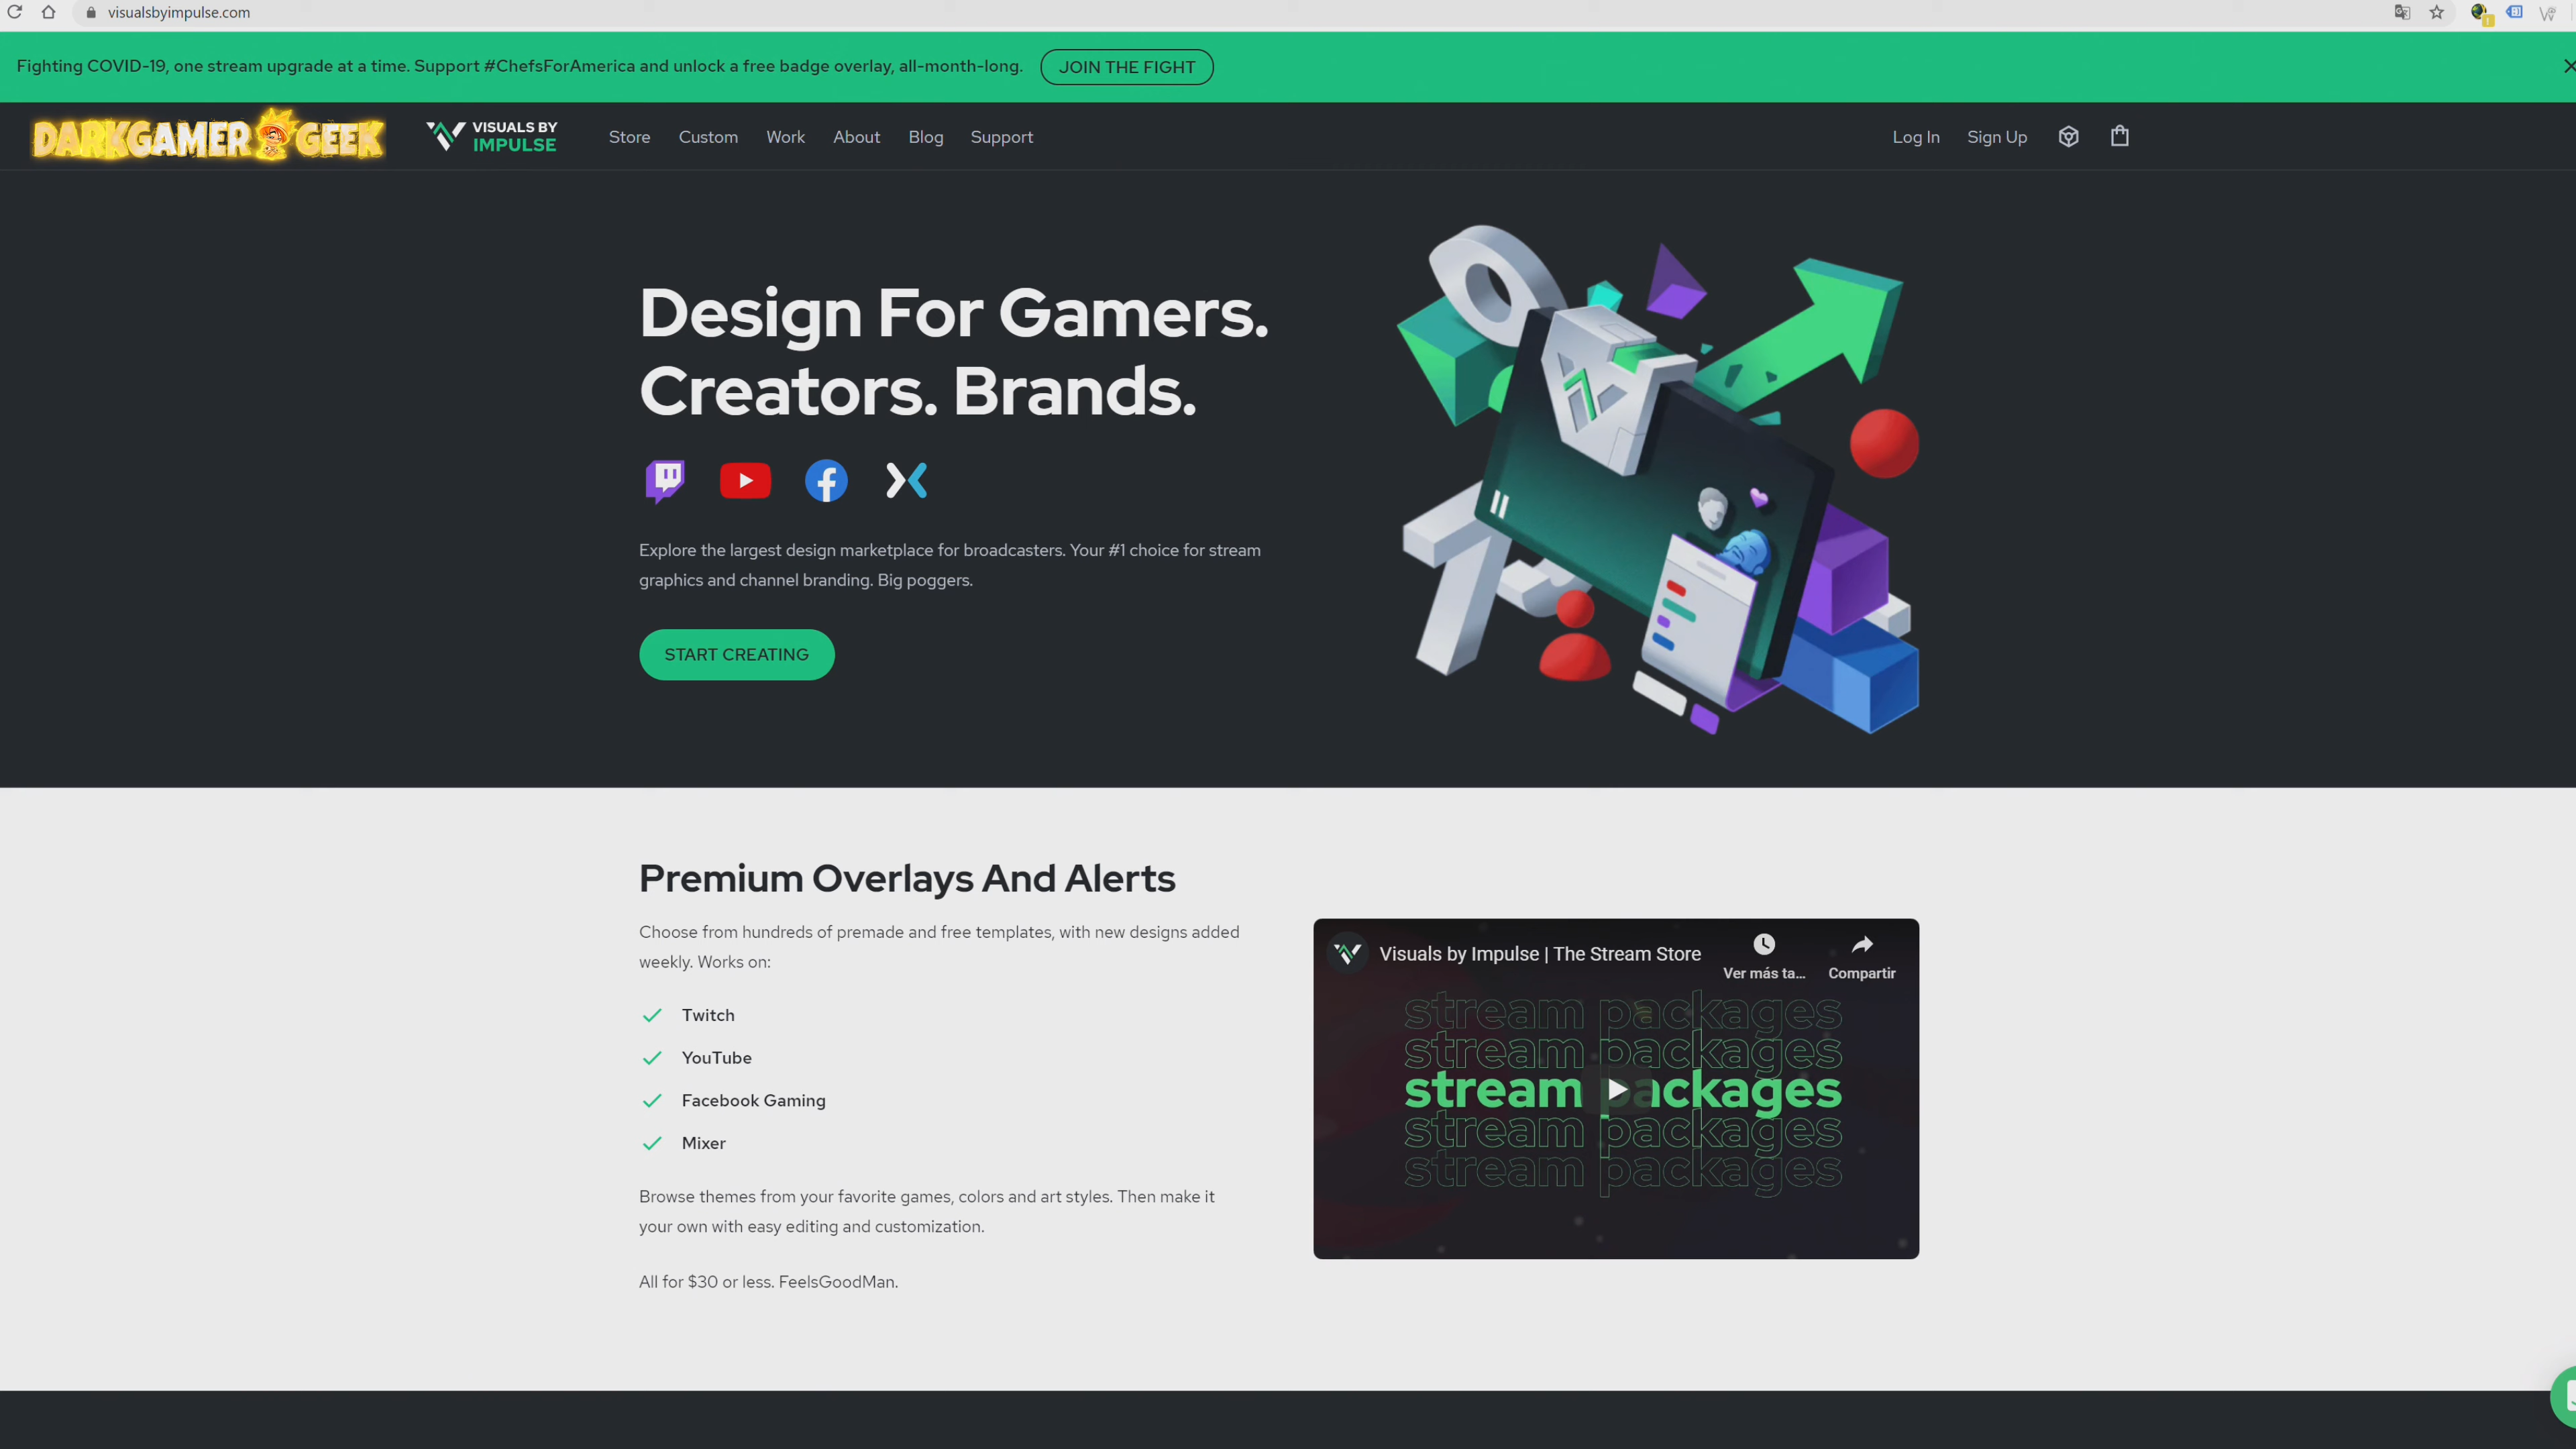 visualsbyimpulse.com
Fighting COVID-19, one stream upgrade at a time. Support #ChefsForAmerica and unlock a free badge overlay, all-month-long.
JOIN THE FIGHT
DARKGAMER GEEK
VISUALS BY
IMPULSE
Store Custom Work About Blog Support
Log In Sign Up
Design For Gamers.
Creators. Brands.
Explore the largest design marketplace for broadcasters. Your #1 choice for stream
graphics and channel branding. Big poggers.
START CREATING
Premium Overlays And Alerts
Choose from hundreds of premade and free templates, with new designs added
weekly. Works on:
Twitch
YouTube
Facebook Gaming
Mixer
Browse themes from your favorite games, colors and art styles. Then make it
your own with easy editing and customization.
All for $30 or less. FeelsGoodMan.
Visuals by Impulse | The Stream Store
Ver más ta...
Compartir
stream packages
stream packages
stream packages
stream packages
stream packages